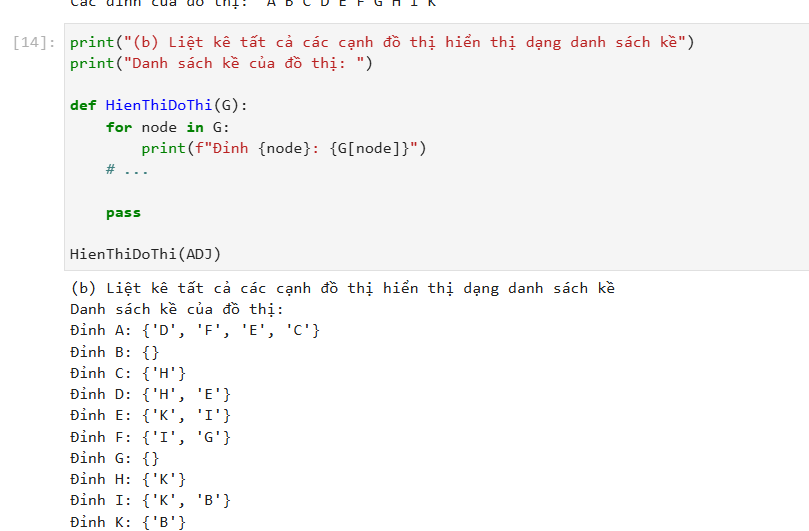 Các đỉnh của đồ thị:  A B C D E F G H I K
[14]: print("(b) Liệt kê tất cả các cạnh đồ thị hiển thị dạng danh sách kề")
print("Danh sách kề của đồ thị: ")
def HienThiDoThi(G):
    for node in G:
        print(f"Đỉnh {node}: {G[node]}")
    # ...
    pass
HienThiDoThi(ADJ)
(b) Liệt kê tất cả các cạnh đồ thị hiển thị dạng danh sách kề
Danh sách kề của đồ thị:
Đỉnh A: {'D', 'F', 'E', 'C'}
Đỉnh B: {}
Đỉnh C: {'H'}
Đỉnh D: {'H', 'E'}
Đỉnh E: {'K', 'I'}
Đỉnh F: {'I', 'G'}
Đỉnh G: {}
Đỉnh H: {'K'}
Đỉnh I: {'K', 'B'}
Đỉnh K: {'B'}